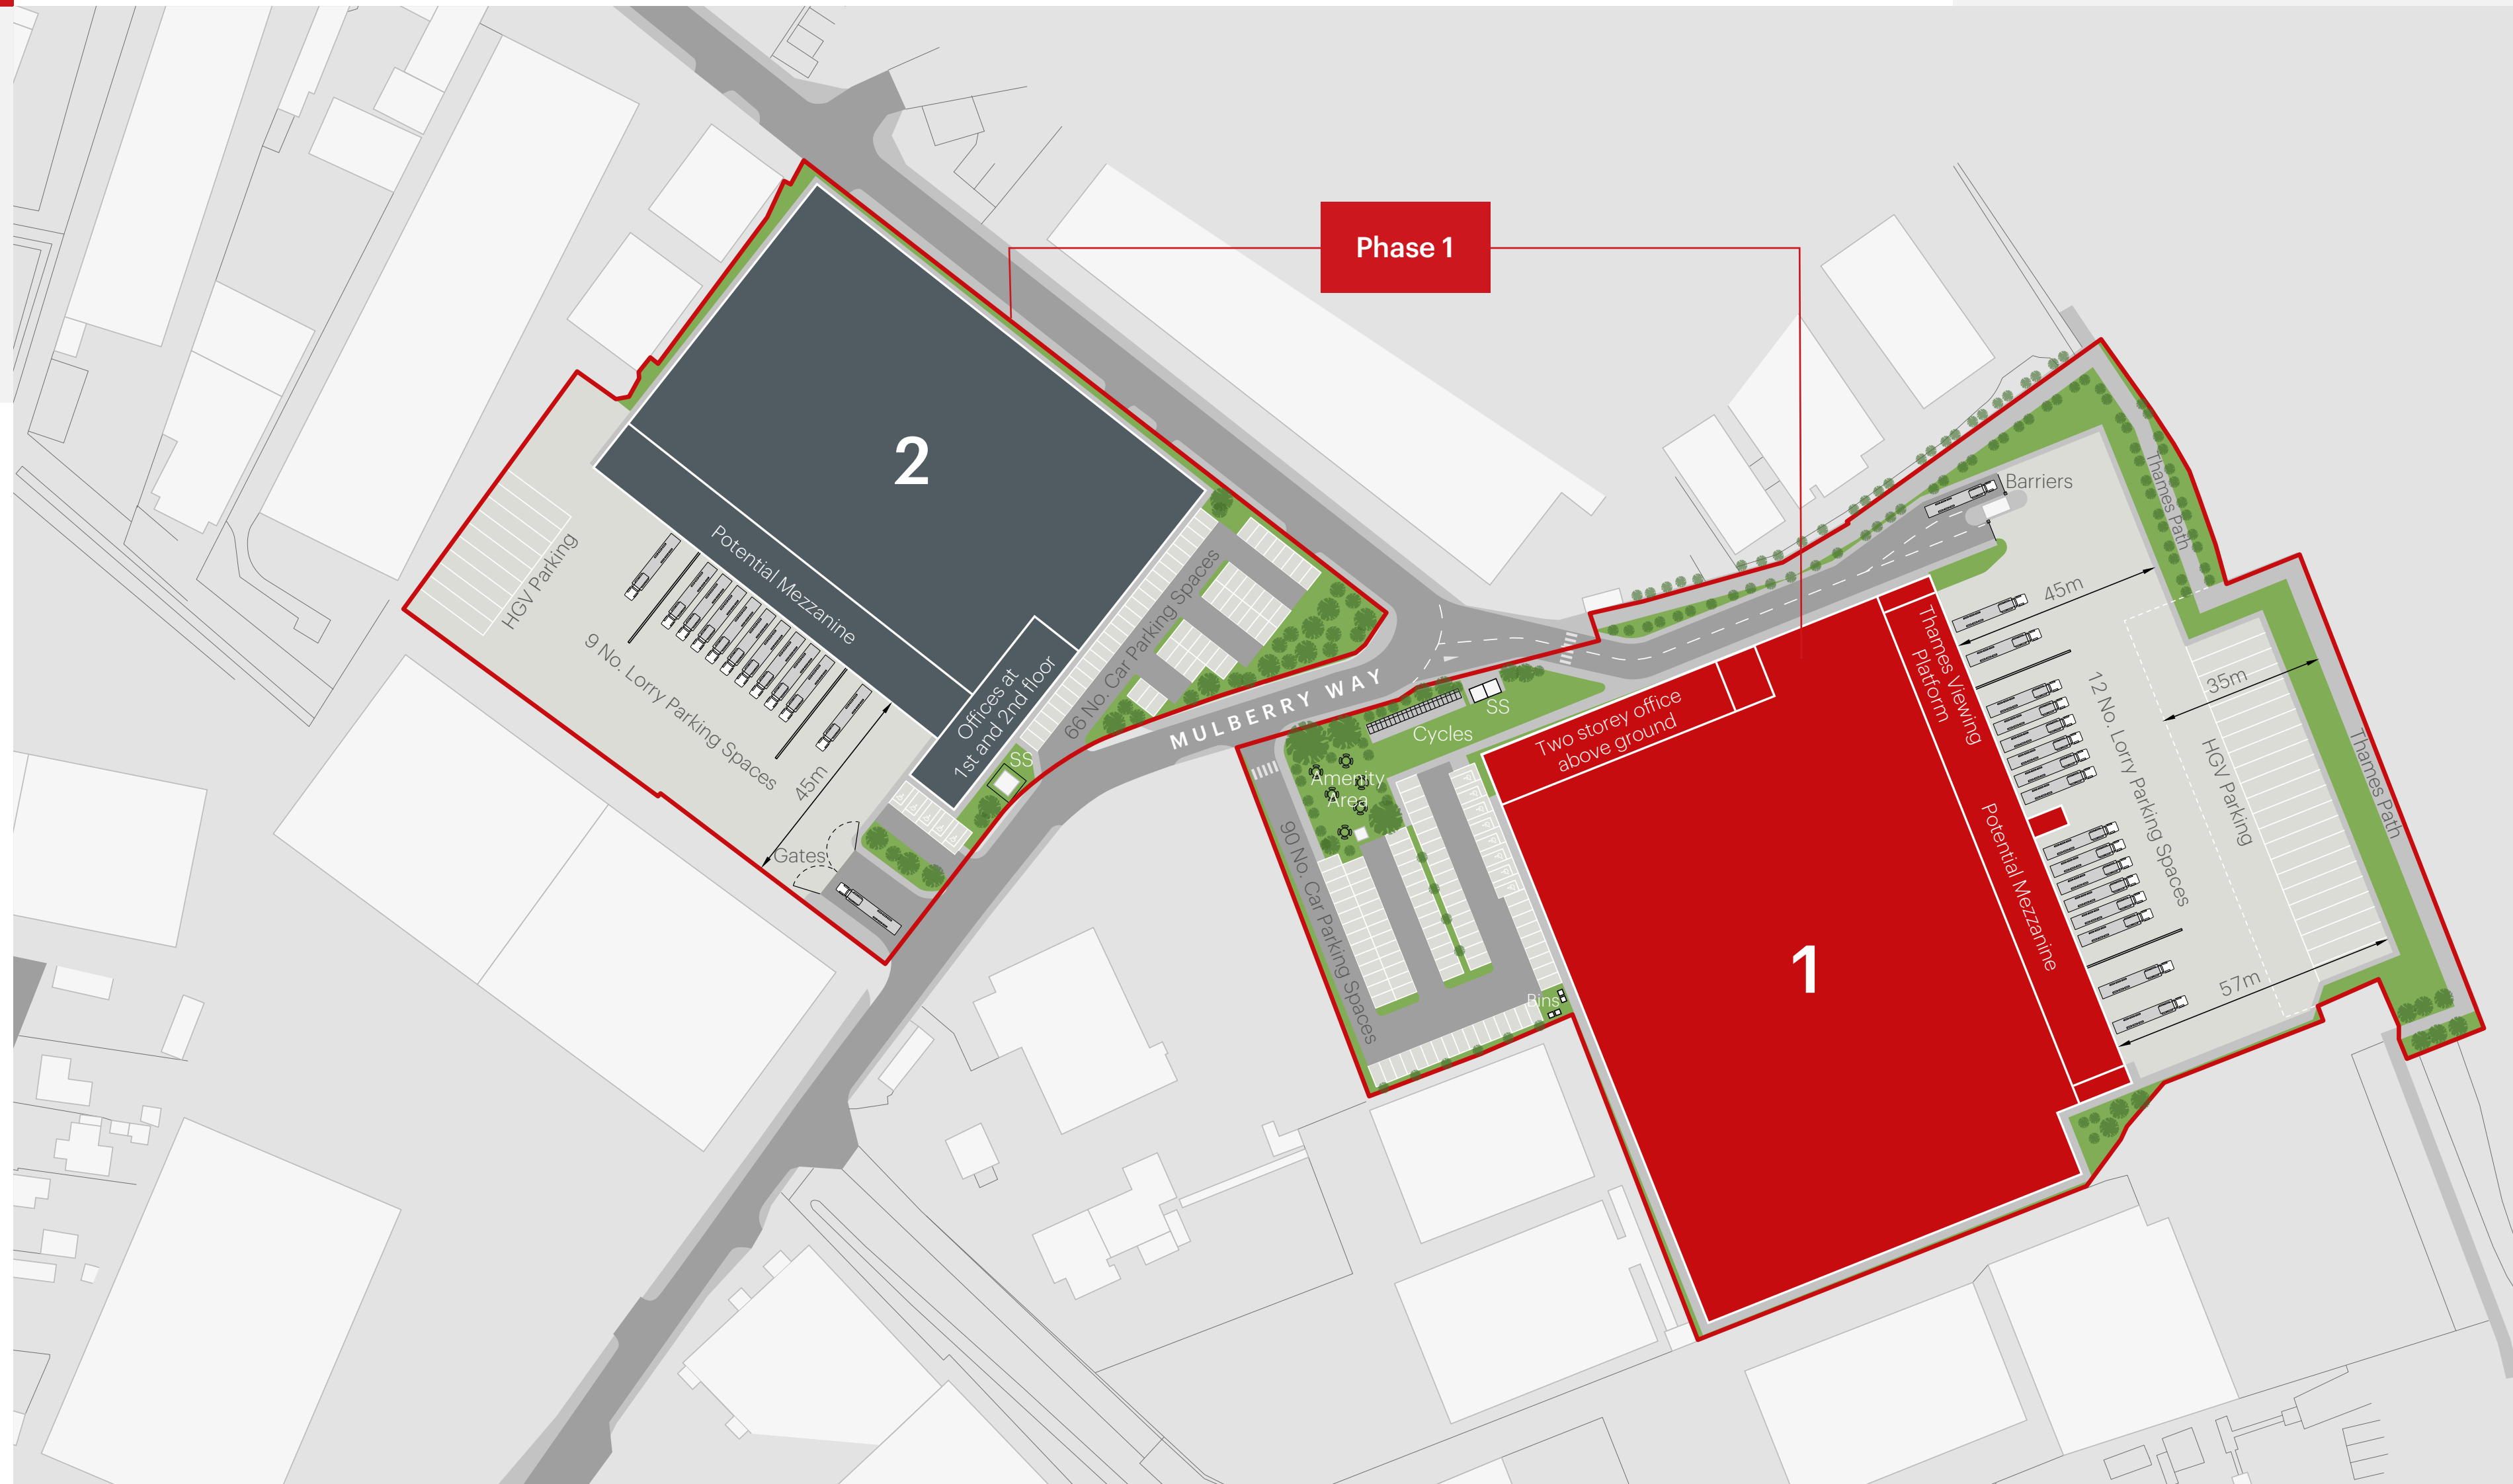 Phase 1
2
Potential Mezzanine
HGV Parking
9 No. Lorry Parking Spaces
45m
Gates
Offices at
1st and 2nd floor
SS
66 No. Car Parking Spaces
MULBERRY WAY
Barriers
Thames Path
45m
35m
Thames Viewing
Platform
12 No. Lorry Parking Spaces
HGV Parking
Thames Path
SS
Cycles
Two storey office
above ground
Amenity
Area
90 No. Car Parking Spaces
Bins
1
Potential Mezzanine
57m